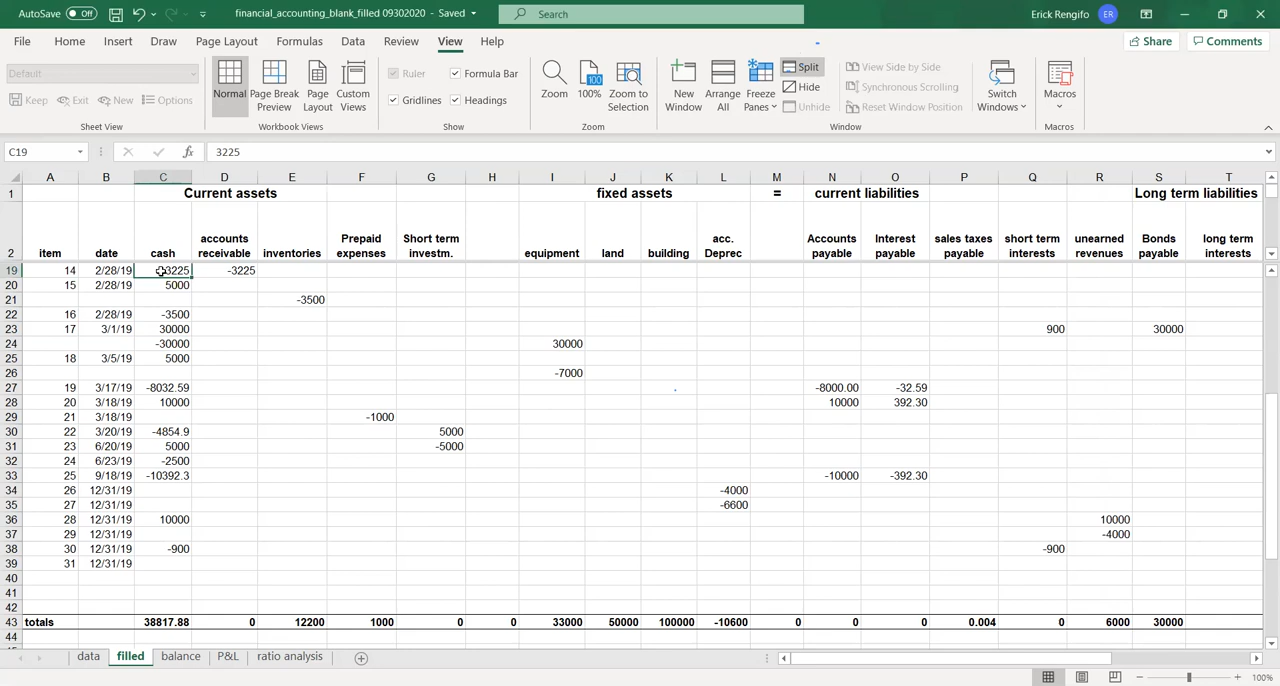 AutoSave Off financial_accounting_blank_filled 09302020 - Saved Search Erick Rengifo ER
File Home Insert Draw Page Layout Formulas Data Review View Help Share Comments
Default Ruler Formula Bar Split View Side by Side
Keep Exit New Options Normal Page Break Preview Page Layout Custom Views Gridlines Headings Zoom 100% Zoom to Selection New Window Arrange All Freeze Panes Hide Synchronous Scrolling Switch Windows Macros
Unhide Reset Window Position
Sheet View Workbook Views Show Zoom Window Macros
C19 fx 3225
A B C D E F G H I J K L M N O P Q R S T
1 Current assets fixed assets = current liabilities Long term liabilities
2 item date cash accounts receivable inventories Prepaid expenses Short term investm. equipment land building acc. Deprec Accounts payable Interest payable sales taxes payable short term interests unearned revenues Bonds payable long term interests
19 14 2/28/19 3225 -3225
20 15 2/28/19 5000
21 -3500
22 16 2/28/19 -3500
23 17 3/1/19 30000 900 30000
24 -30000 30000
25 18 3/5/19 5000
26 -7000
27 19 3/17/19 -8032.59 -8000.00 -32.59
28 20 3/18/19 10000 10000 392.30
29 21 3/18/19 -1000
30 22 3/20/19 -4854.9 5000
31 23 6/20/19 5000 -5000
32 24 6/23/19 -2500
33 25 9/18/19 -10392.3 -10000 -392.30
34 26 12/31/19 -4000
35 27 12/31/19 -6600
36 28 12/31/19 10000 10000
37 29 12/31/19 -4000
38 30 12/31/19 -900 -900
39 31 12/31/19
40
41
42
43 totals 38817.88 0 12200 1000 0 0 33000 50000 100000 -10600 0 0 0.004 0 6000 30000
44
data filled balance P&L ratio analysis
100%